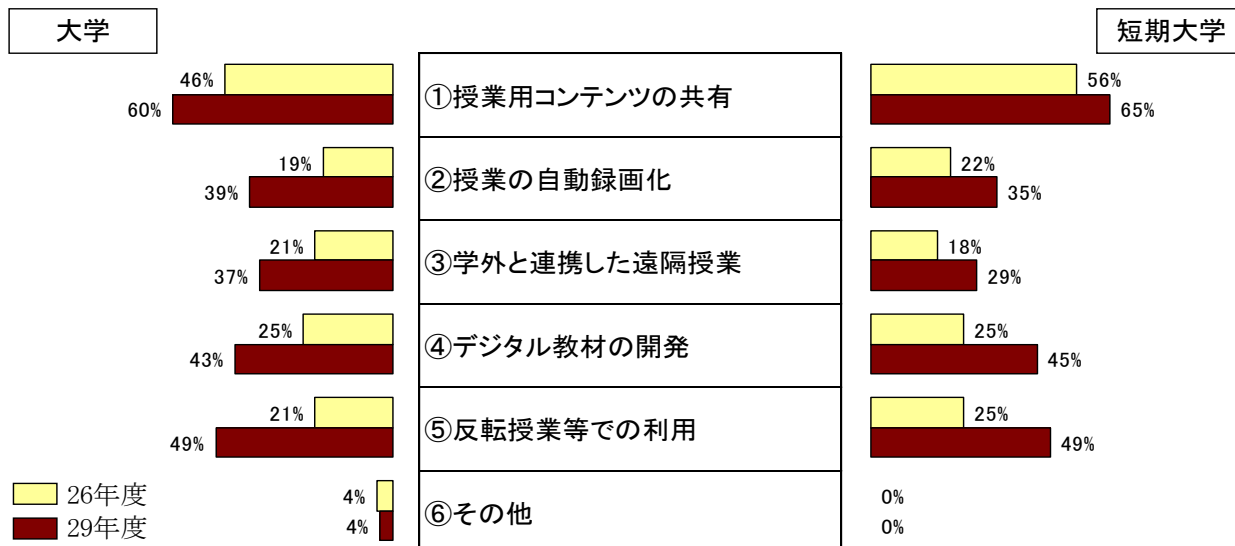 大学
短期大学
46%
①授業用コンテンツの共有
56%
60%
65%
19%
②授業の自動録画化
22%
39%
35%
21%
③学外と連携した遠隔授業
18%
37%
29%
25%
④デジタル教材の開発
25%
43%
45%
21%
⑤反転授業等での利用
25%
49%
49%
26年度
4%
⑥その他
0%
29年度
4%
0%